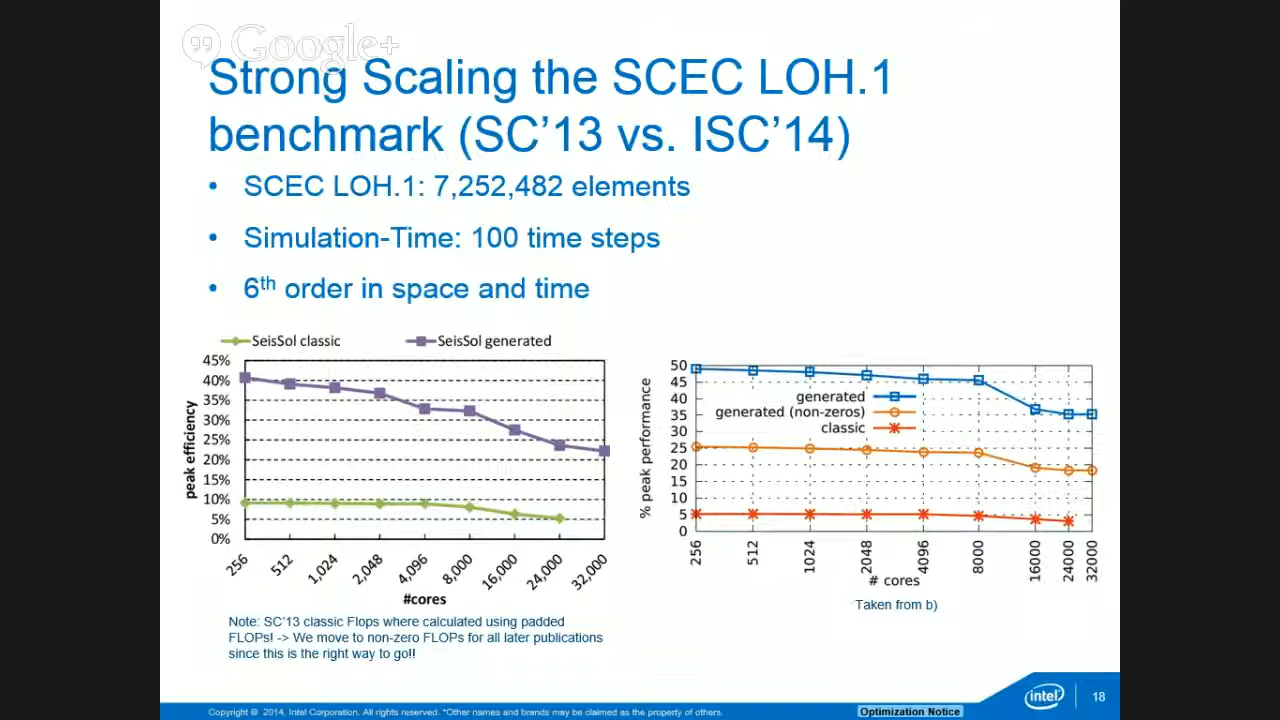 Google+
Strong Scaling the SCEC LOH.1
benchmark (SC’13 vs. ISC’14)
• SCEC LOH.1: 7,252,482 elements
• Simulation-Time: 100 time steps
• 6th order in space and time
SeisSol classic SeisSol generated
45%
40%
35%
30%
25%
20%
15%
10%
5%
0%
peak efficiency
256 512 1,024 2,048 4,096 8,000 16,000 24,000 32,000
#cores
Note: SC’13 classic Flops where calculated using padded
FLOPs! -> We move to non-zero FLOPs for all later publications
since this is the right way to go!!
50
45
40
35
30
25
20
15
10
5
0
% peak performance
generated
generated (non-zeros)
classic
256 512 1024 2048 4096 8000 16000 24000 32000
# cores
Taken from b)
Copyright © 2014, Intel Corporation. All rights reserved. *Other names and brands may be claimed as the property of others.
Optimization Notice
intel
18